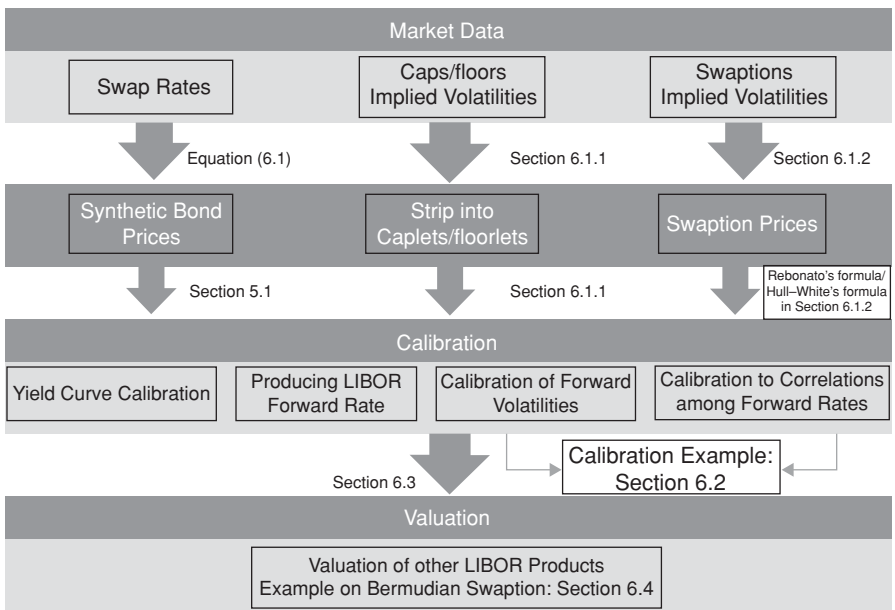 Market Data
Swap Rates
Caps/floors
Implied Volatilities
Swaptions
Implied Volatilities
Equation (6.1)
Section 6.1.1
Section 6.1.2
Synthetic Bond
Prices
Strip into
Caplets/floorlets
Swaption Prices
Section 5.1
Section 6.1.1
Rebonato's formula/
Hull–White's formula
in Section 6.1.2
Calibration
Yield Curve Calibration
Producing LIBOR
Forward Rate
Calibration of Forward
Volatilities
Calibration to Correlations
among Forward Rates
Calibration Example:
Section 6.2
Section 6.3
Valuation
Valuation of other LIBOR Products
Example on Bermudian Swaption: Section 6.4